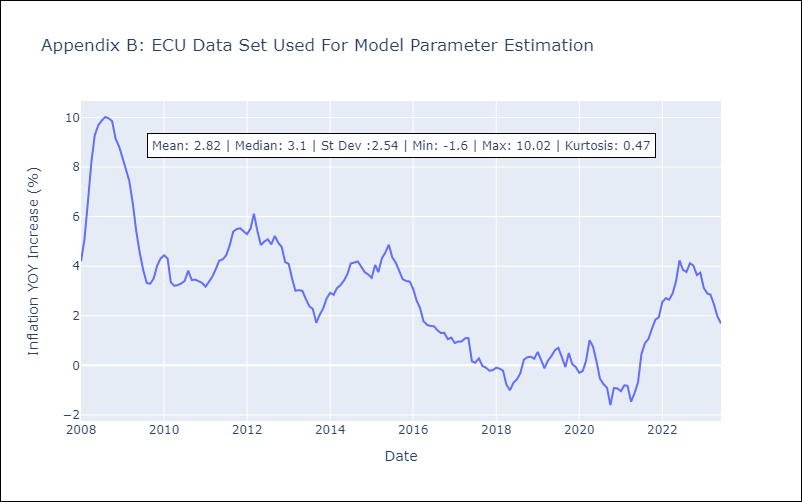 Appendix B: ECU Data Set Used For Model Parameter Estimation
Mean: 2.82 | Median: 3.1 | St Dev :2.54 | Min: -1.6 | Max: 10.02 | Kurtosis: 0.47
Inflation YOY Increase (%)
10
8
6
4
2
0
−2
2008 2010 2012 2014 2016 2018 2020 2022
Date